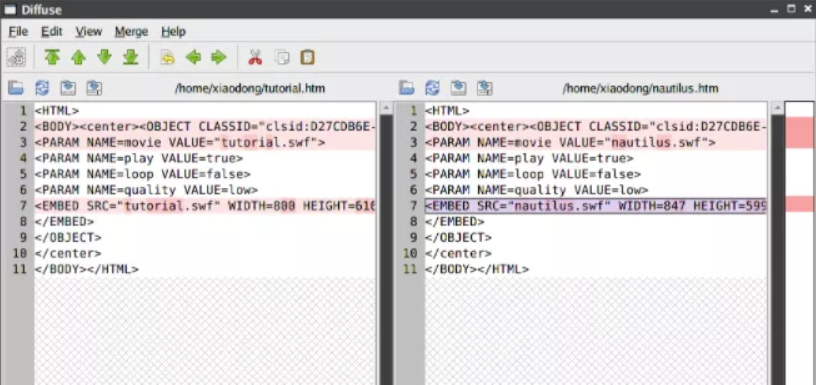 Diffuse
File Edit View Merge Help
/home/xiaodong/tutorial.htm
1 <HTML>
2 <BODY><center><OBJECT CLASSID="clsid:D27CDB6E-
3 <PARAM NAME=movie VALUE="tutorial.swf">
4 <PARAM NAME=play VALUE=true>
5 <PARAM NAME=loop VALUE=false>
6 <PARAM NAME=quality VALUE=low>
7 <EMBED SRC="tutorial.swf" WIDTH=800 HEIGHT=616
8 </EMBED>
9 </OBJECT>
10 </center>
11 </BODY></HTML>
/home/xiaodong/nautilus.htm
1 <HTML>
2 <BODY><center><OBJECT CLASSID="clsid:D27CDB6E-
3 <PARAM NAME=movie VALUE="nautilus.swf">
4 <PARAM NAME=play VALUE=true>
5 <PARAM NAME=loop VALUE=false>
6 <PARAM NAME=quality VALUE=low>
7 <EMBED SRC="nautilus.swf" WIDTH=847 HEIGHT=599
8 </EMBED>
9 </OBJECT>
10 </center>
11 </BODY></HTML>